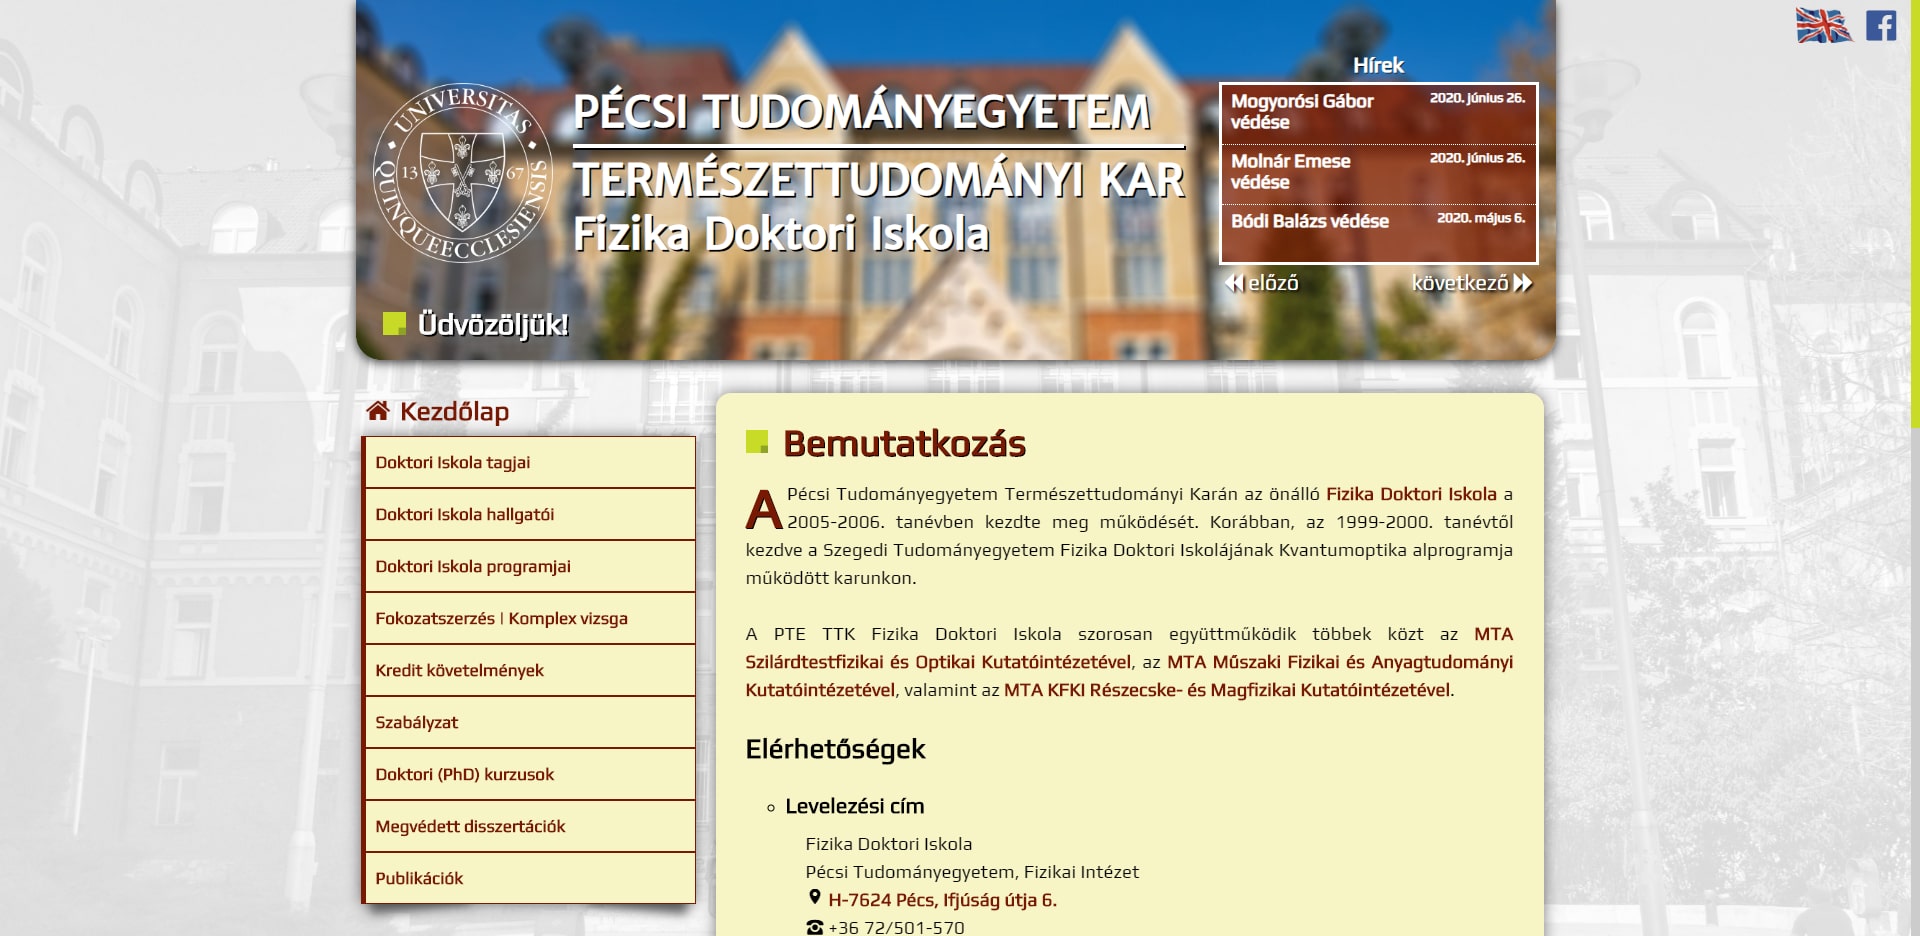 UNIVERSITAS QUINQUEECCLESIENSIS
13 67
PÉCSI TUDOMÁNYEGYETEM
TERMÉSZETTUDOMÁNYI KAR
Fizika Doktori Iskola
Üdvözöljük!
Hírek
Mogyorósi Gábor 2020. június 26.
védése
Molnár Emese 2020. június 26.
védése
Bódi Balázs védése 2020. május 6.
előző következő
Kezdőlap
Doktori Iskola tagjai
Doktori Iskola hallgatói
Doktori Iskola programjai
Fokozatszerzés | Komplex vizsga
Kredit követelmények
Szabályzat
Doktori (PhD) kurzusok
Megvédett disszertációk
Publikációk
Bemutatkozás
A Pécsi Tudományegyetem Természettudományi Karán az önálló Fizika Doktori Iskola a
2005-2006. tanévben kezdte meg működését. Korábban, az 1999-2000. tanévtől
kezdve a Szegedi Tudományegyetem Fizika Doktori Iskolájának Kvantumoptika alprogramja
működött karunkon.
A PTE TTK Fizika Doktori Iskola szorosan együttműködik többek közt az MTA
Szilárdtestfizikai és Optikai Kutatóintézetével, az MTA Műszaki Fizikai és Anyagtudományi
Kutatóintézetével, valamint az MTA KFKI Részecske- és Magfizikai Kutatóintézetével.
Elérhetőségek
Levelezési cím
Fizika Doktori Iskola
Pécsi Tudományegyetem, Fizikai Intézet
H-7624 Pécs, Ifjúság útja 6.
+36 72/501-570